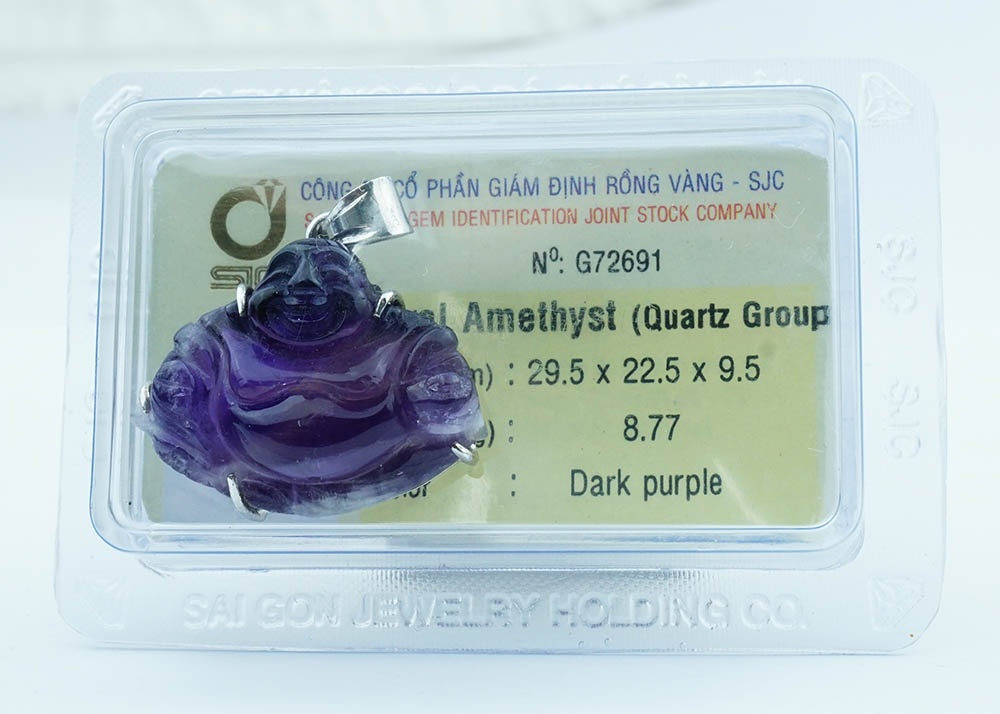 CÔNG CỔ PHẦN GIÁM ĐỊNH RỒNG VÀNG - SJC
GEM IDENTIFICATION JOINT STOCK COMPANY
Nº: G72691
Amethyst (Quartz Group
: 29.5 x 22.5 x 9.5
: 8.77
: Dark purple
SJC
SJC
SAI GON JEWELRY HOLDING CO.